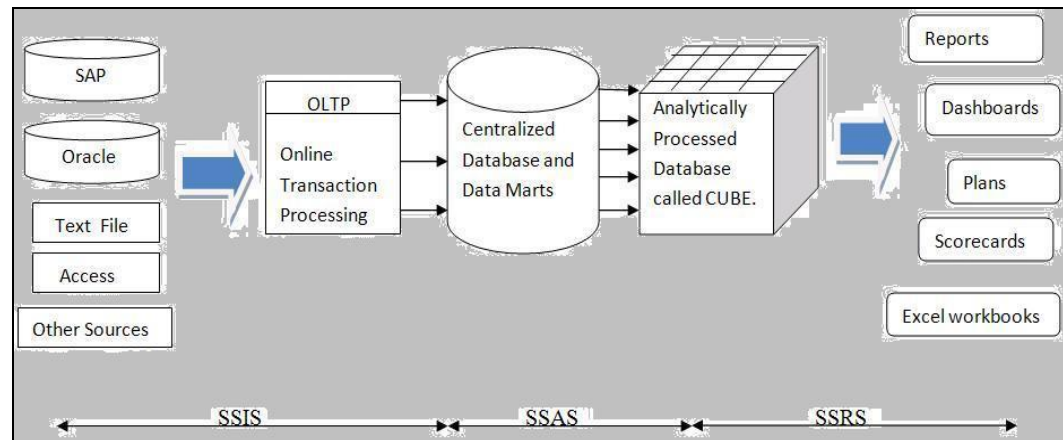 SAP
Oracle
Text File
Access
Other Sources
OLTP
Online
Transaction
Processing
Centralized
Database and
Data Marts
Analytically
Processed
Database
called CUBE.
Reports
Dashboards
Plans
Scorecards
Excel workbooks
SSIS
SSAS
SSRS